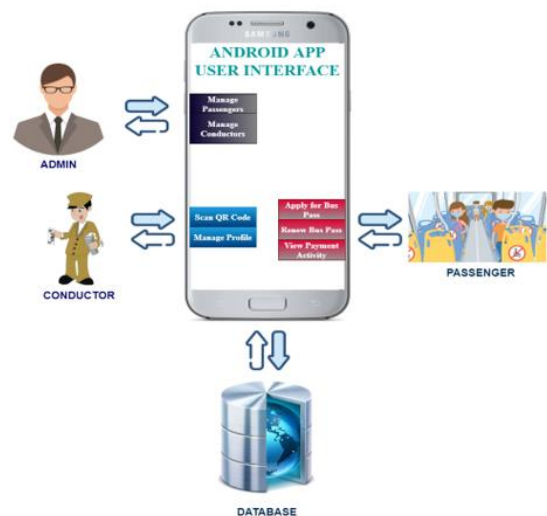 SAMSUNG
ANDROID APP
USER INTERFACE
Manage
Passengers
Manage
Conductors
ADMIN
Scan QR Code
Manage Profile
Apply for Bus
Pass
Renew Bus Pass
View Payment
Activity
CONDUCTOR
PASSENGER
DATABASE